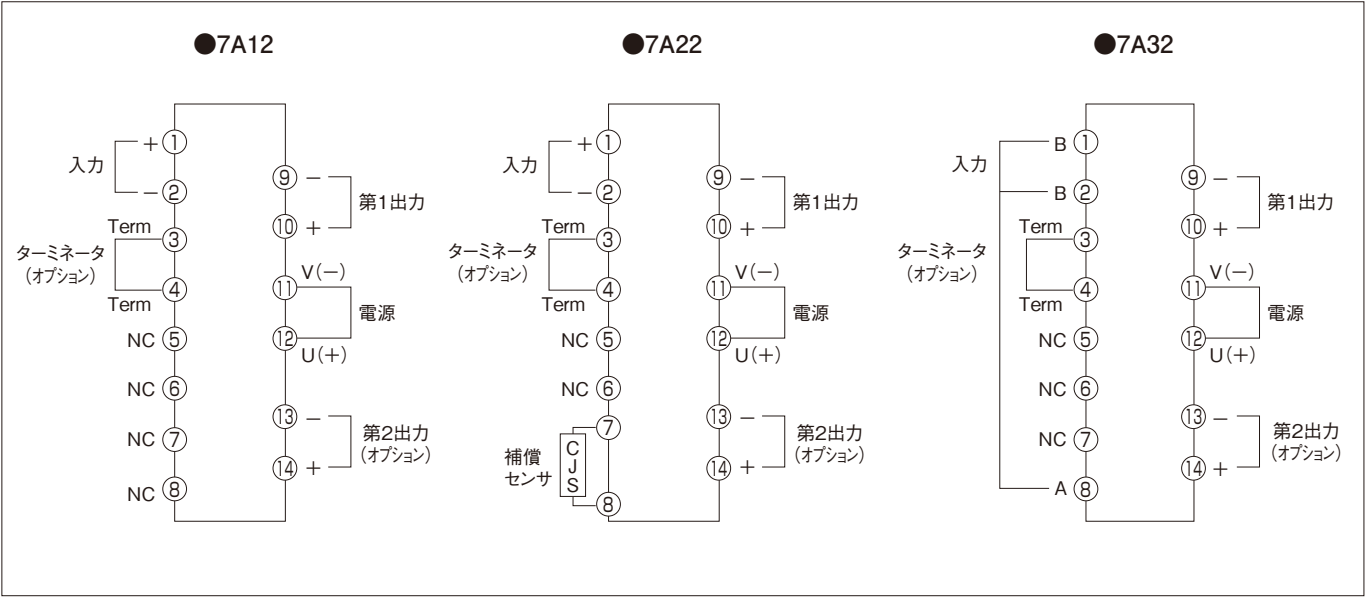 ●7A12
+ ①
入力
− ②
Term
③
ターミネータ
（オプション）
④
Term
NC ⑤
NC ⑥
NC ⑦
NC ⑧
⑨ −
第1出力
⑩ +
V（−）
⑪
電源
⑫
U（+）
⑬ −
第2出力
（オプション）
⑭ +
●7A22
+ ①
入力
− ②
Term
③
ターミネータ
（オプション）
④
Term
NC ⑤
NC ⑥
⑦
補償
センサ
CJS
⑧
⑨ −
第1出力
⑩ +
V（−）
⑪
電源
⑫
U（+）
⑬ −
第2出力
（オプション）
⑭ +
●7A32
B ①
入力
B ②
Term
③
ターミネータ
（オプション）
④
Term
NC ⑤
NC ⑥
NC ⑦
A ⑧
⑨ −
第1出力
⑩ +
V（−）
⑪
電源
⑫
U（+）
⑬ −
第2出力
（オプション）
⑭ +